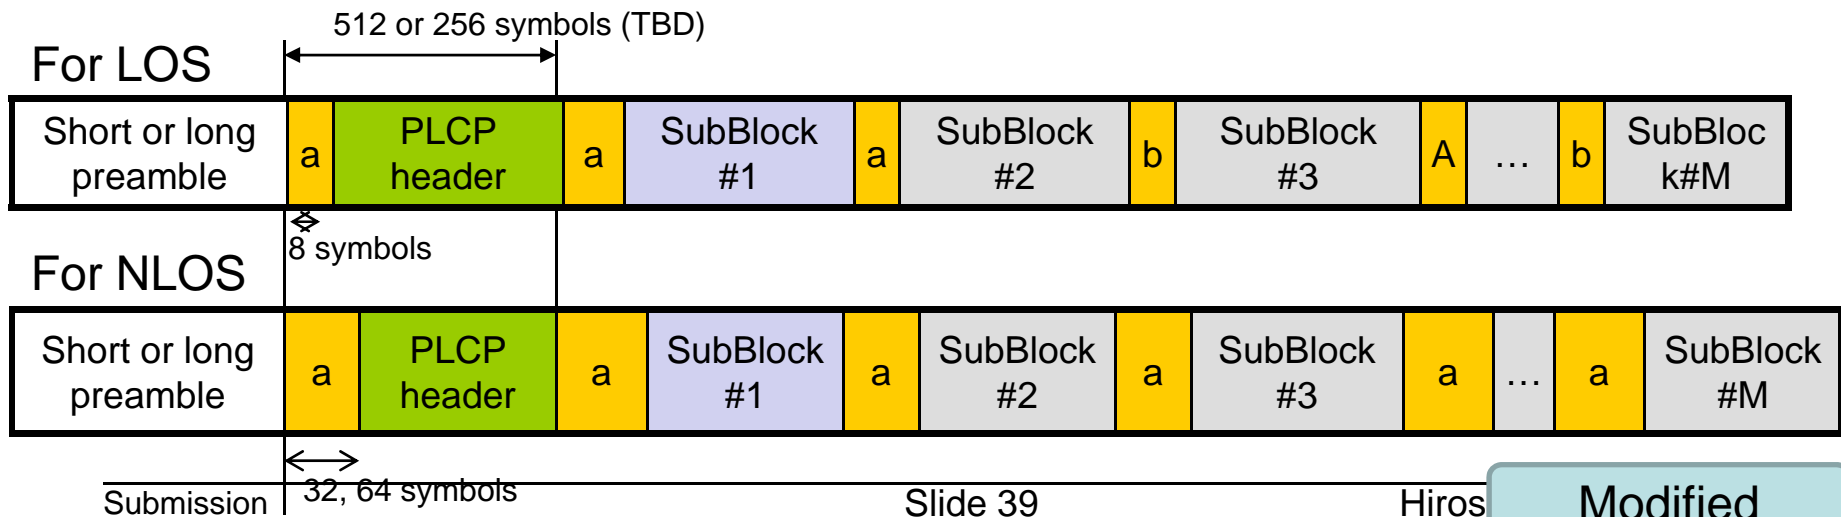 512 or 256 symbols (TBD)
For LOS
Short or long
preamble
a
PLCP
header
a
SubBlock
#1
a
SubBlock
#2
b
SubBlock
#3
A
…
b
SubBloc
k#M
8 symbols
For NLOS
Short or long
preamble
a
PLCP
header
a
SubBlock
#1
a
SubBlock
#2
a
SubBlock
#3
a
...
a
SubBlock
#M
32, 64 symbols
Submission
Slide 39
Hiros
Modified